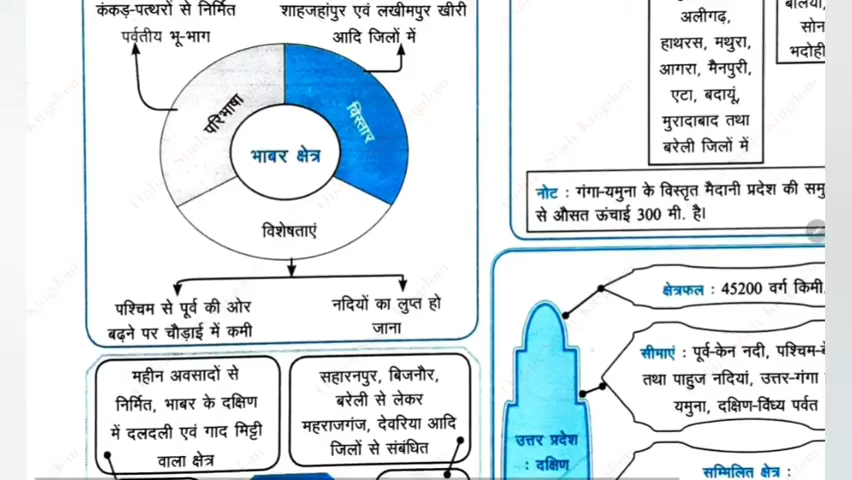 कंकड़-पत्थरों से निर्मित
पर्वतीय भू-भाग
शाहजहांपुर एवं लखीमपुर खीरी
आदि जिलों में
परिभाषा
विस्तार
भाबर क्षेत्र
विशेषताएं
पश्चिम से पूर्व की ओर
बढ़ने पर चौड़ाई में कमी
नदियों का लुप्त हो
जाना
महीन अवसादों से
निर्मित, भाबर के दक्षिण
में दलदली एवं गाद मिट्टी
वाला क्षेत्र
सहारनपुर, बिजनौर,
बरेली से लेकर
महराजगंज, देवरिया आदि
जिलों से संबंधित
अलीगढ़,
हाथरस, मथुरा,
आगरा, मैनपुरी,
एटा, बदायूं,
मुरादाबाद तथा
बरेली जिलों में
सोन
भदोही
नोट : गंगा-यमुना के विस्तृत मैदानी प्रदेश की समु
से औसत ऊंचाई 300 मी. है।
क्षेत्रफल : 45200 वर्ग किमी.
सीमाएं : पूर्व-केन नदी, पश्चिम-बे
तथा पाहुज नदियां, उत्तर-गंगा
यमुना, दक्षिण-विंध्य पर्वत
उत्तर प्रदेश
: दक्षिण
सम्मिलित क्षेत्र :